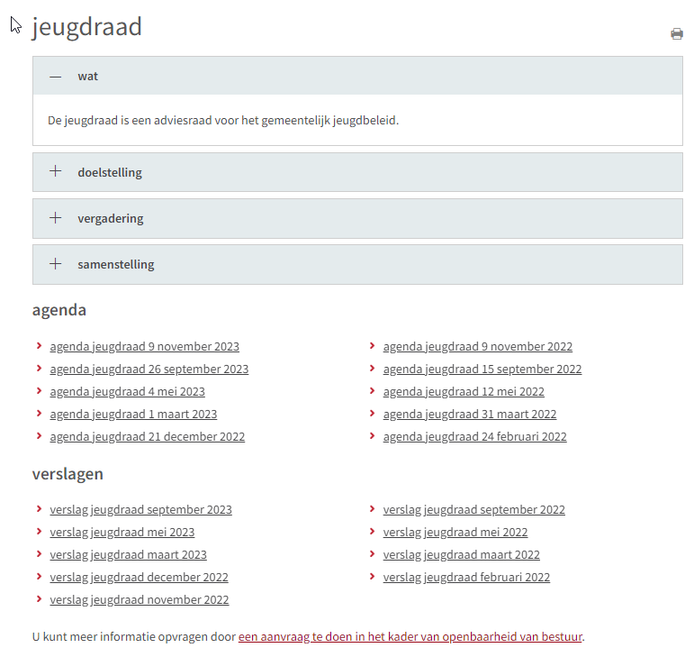 jeugdraad
wat
De jeugdraad is een adviesraad voor het gemeentelijk jeugdbeleid.
doelstelling
vergadering
samenstelling
agenda
agenda jeugdraad 9 november 2023
agenda jeugdraad 26 september 2023
agenda jeugdraad 4 mei 2023
agenda jeugdraad 1 maart 2023
agenda jeugdraad 21 december 2022
agenda jeugdraad 9 november 2022
agenda jeugdraad 15 september 2022
agenda jeugdraad 12 mei 2022
agenda jeugdraad 31 maart 2022
agenda jeugdraad 24 februari 2022
verslagen
verslag jeugdraad september 2023
verslag jeugdraad mei 2023
verslag jeugdraad maart 2023
verslag jeugdraad december 2022
verslag jeugdraad november 2022
verslag jeugdraad september 2022
verslag jeugdraad mei 2022
verslag jeugdraad maart 2022
verslag jeugdraad februari 2022
U kunt meer informatie opvragen door een aanvraag te doen in het kader van openbaarheid van bestuur.